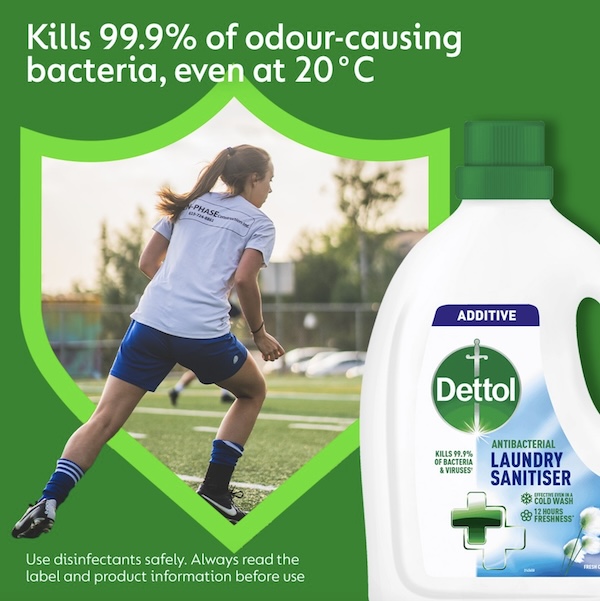 Kills 99.9% of odour-causing
bacteria, even at 20°C
ADDITIVE
Dettol
ANTIBACTERIAL
LAUNDRY
SANITISER
KILLS 99.9%
OF BACTERIA
& VIRUSES
EFFECTIVE EVEN IN A
COLD WASH
12 HOURS
FRESHNESS
FRESH
Use disinfectants safely. Always read the
label and product information before use